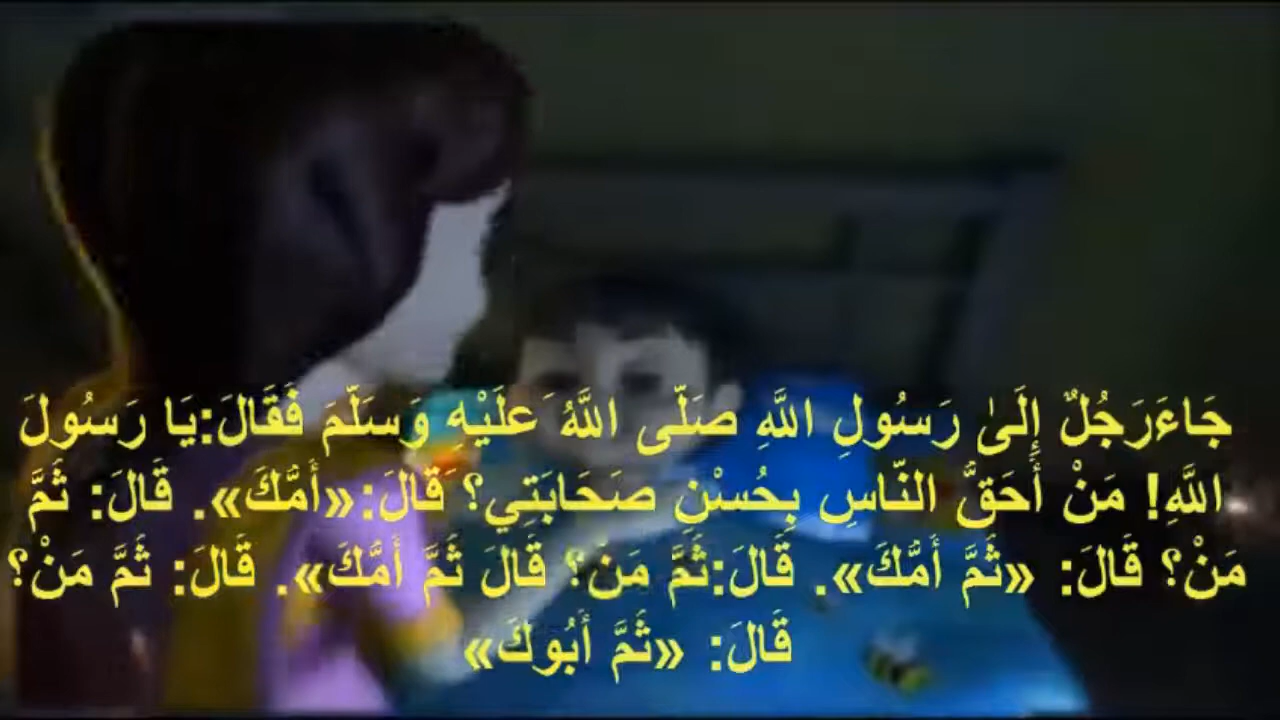 جَاءَرَجُلٌ إِلَىٰ رَسُولِ اللَّهِ صَلَّى اللَّهُ عَلَيْهِ وَسَلَّمَ فَقَالَ:يَا رَسُولَ
اللَّهِ! مَنْ أَحَقُّ النَّاسِ بِحُسْنِ صَحَابَتِي؟ قَالَ:«أَمَّكَ». قَالَ: ثَمَّ
مَنْ؟ قَالَ: «ثَمَّ أَمَّكَ». قَالَ:ثَمَّ مَنْ؟ قَالَ ثَمَّ أَمَّكَ». قَالَ: ثَمَّ مَنْ؟
قَالَ: «ثَمَّ أَبُوكَ»